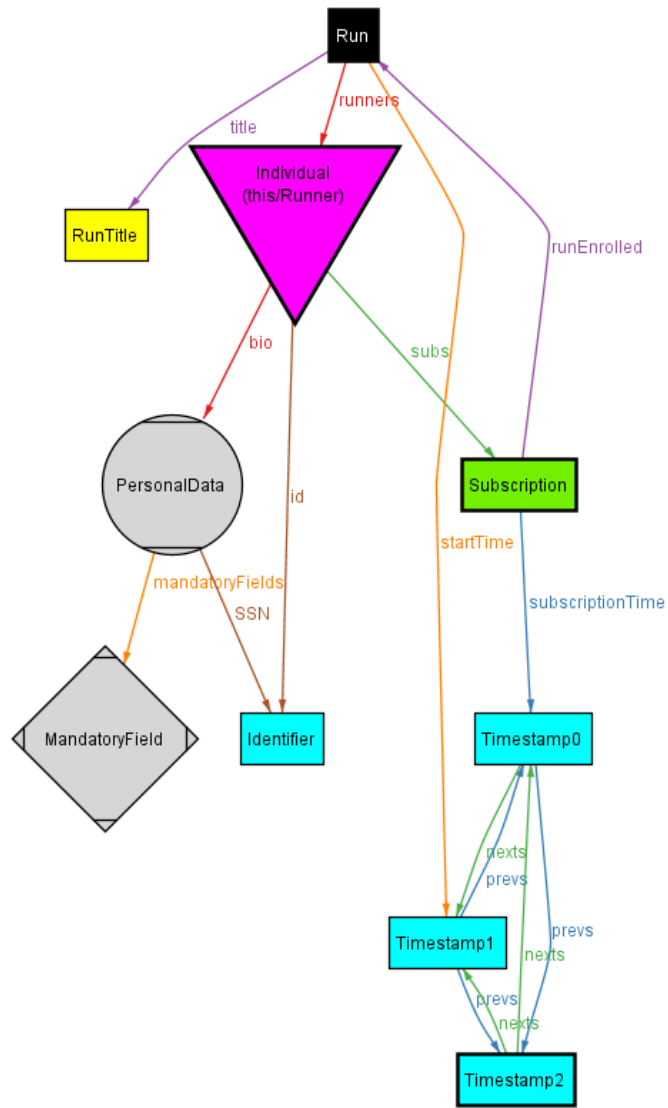 Run
runners
title
Individual
(this/Runner)
RunTitle
runEnrolled
bio
subs
PersonalData
Subscription
id
startTime
mandatoryFields
subscriptionTime
SSN
MandatoryField
Identifier
Timestamp0
nexts
prevs
prevs
Timestamp1
nexts
prevs
nexts
Timestamp2